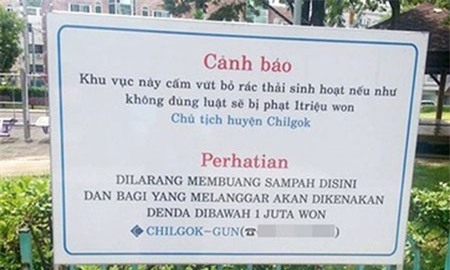 Cảnh báo
Khu vực này cấm vứt bỏ rác thải sinh hoạt nếu như
không đúng luật sẽ bị phạt 1triệu won
Chủ tịch huyện Chilgok
Perhatian
DILARANG MEMBUANG SAMPAH DISINI
DAN BAGI YANG MELANGGAR AKAN DIKENAKAN
DENDA DIBAWAH 1 JUTA WON
CHILGOK-GUN(☎ )